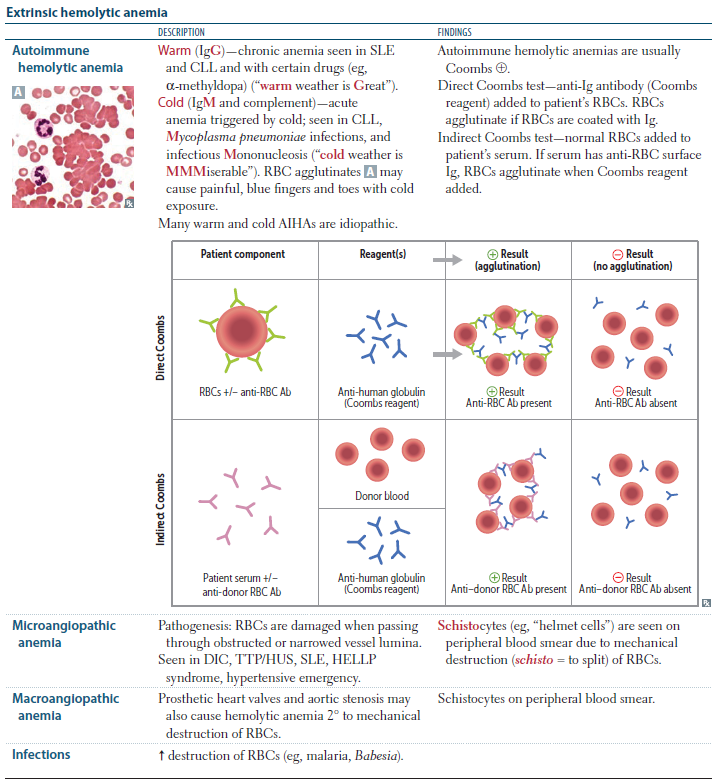 Extrinsic hemolytic anemia
DESCRIPTION
FINDINGS
Autoimmune
hemolytic anemia
A
Warm (IgG)—chronic anemia seen in SLE
and CLL and with certain drugs (eg,
α-methyldopa) (“warm weather is Great”).
Cold (IgM and complement)—acute
anemia triggered by cold; seen in CLL,
Mycoplasma pneumoniae infections, and
infectious Mononucleosis (“cold weather is
MMMiserable”). RBC agglutinates A may
cause painful, blue fingers and toes with cold
exposure.
Many warm and cold AIHAs are idiopathic.
Autoimmune hemolytic anemias are usually
Coombs ⊕.
Direct Coombs test—anti-Ig antibody (Coombs
reagent) added to patient’s RBCs. RBCs
agglutinate if RBCs are coated with Ig.
Indirect Coombs test—normal RBCs added to
patient’s serum. If serum has anti-RBC surface
Ig, RBCs agglutinate when Coombs reagent
added.
Patient component
Reagent(s)
⊕ Result
(agglutination)
⊖ Result
(no agglutination)
Direct Coombs
RBCs +/– anti-RBC Ab
Anti-human globulin
(Coombs reagent)
⊕ Result
Anti-RBC Ab present
⊖ Result
Anti-RBC Ab absent
Indirect Coombs
Patient serum +/–
anti-donor RBC Ab
Donor blood
Anti-human globulin
(Coombs reagent)
⊕ Result
Anti–donor RBC Ab present
⊖ Result
Anti–donor RBC Ab absent
Microangiopathic
anemia
Pathogenesis: RBCs are damaged when passing
through obstructed or narrowed vessel lumina.
Seen in DIC, TTP/HUS, SLE, HELLP
syndrome, hypertensive emergency.
Schistocytes (eg, “helmet cells”) are seen on
peripheral blood smear due to mechanical
destruction (schisto = to split) of RBCs.
Macroangiopathic
anemia
Prosthetic heart valves and aortic stenosis may
also cause hemolytic anemia 2° to mechanical
destruction of RBCs.
Schistocytes on peripheral blood smear.
Infections
↑ destruction of RBCs (eg, malaria, Babesia).